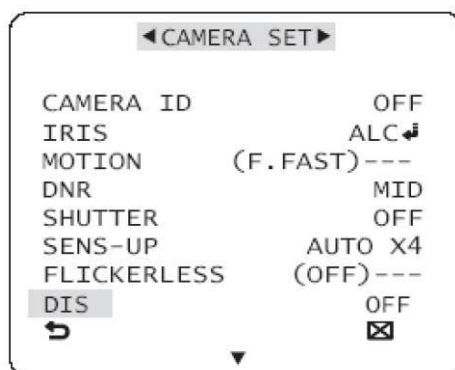 ◄CAMERA SET►
CAMERA ID OFF
IRIS ALC↲
MOTION (F.FAST)---
DNR MID
SHUTTER OFF
SENS-UP AUTO X4
FLICKERLESS (OFF)---
DIS OFF